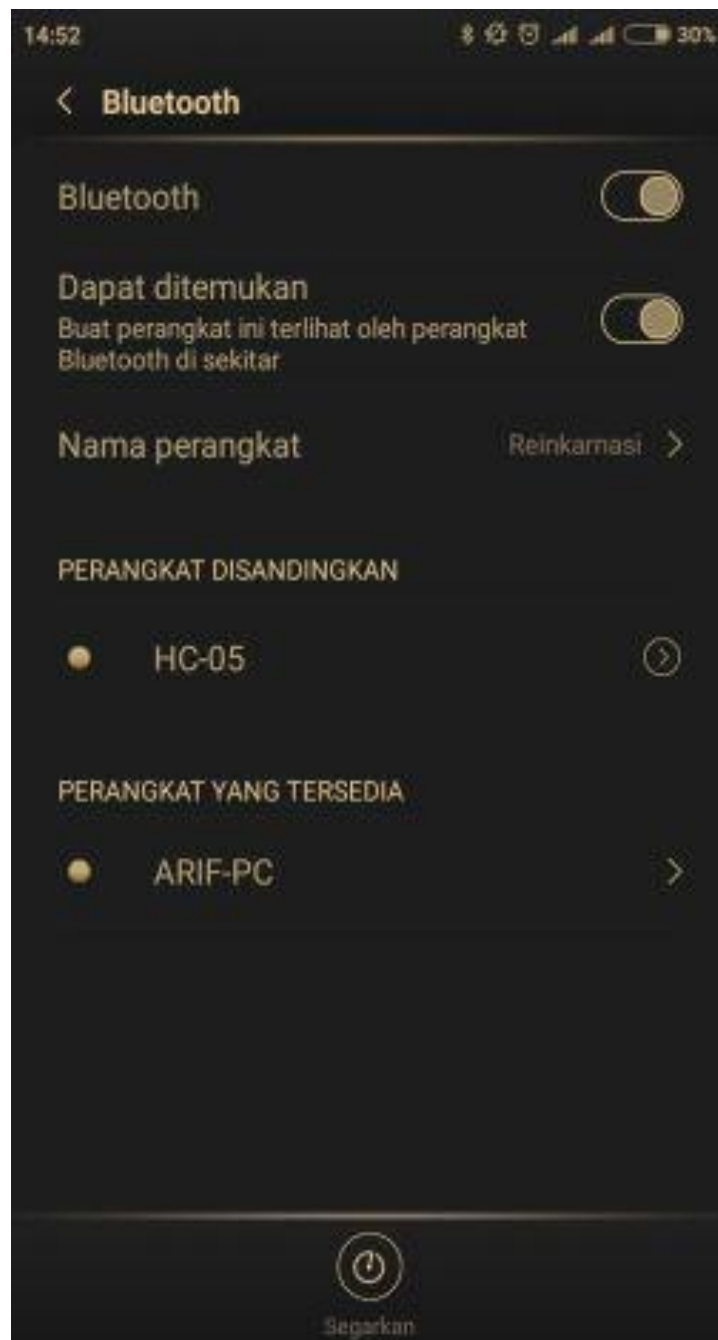 14:52
30%
Bluetooth
Bluetooth
Dapat ditemukan
Buat perangkat ini terlihat oleh perangkat
Bluetooth di sekitar
Nama perangkat
Reinkarnasi
PERANGKAT DISANDINGKAN
HC-05
PERANGKAT YANG TERSEDIA
ARIF-PC
Segarkan